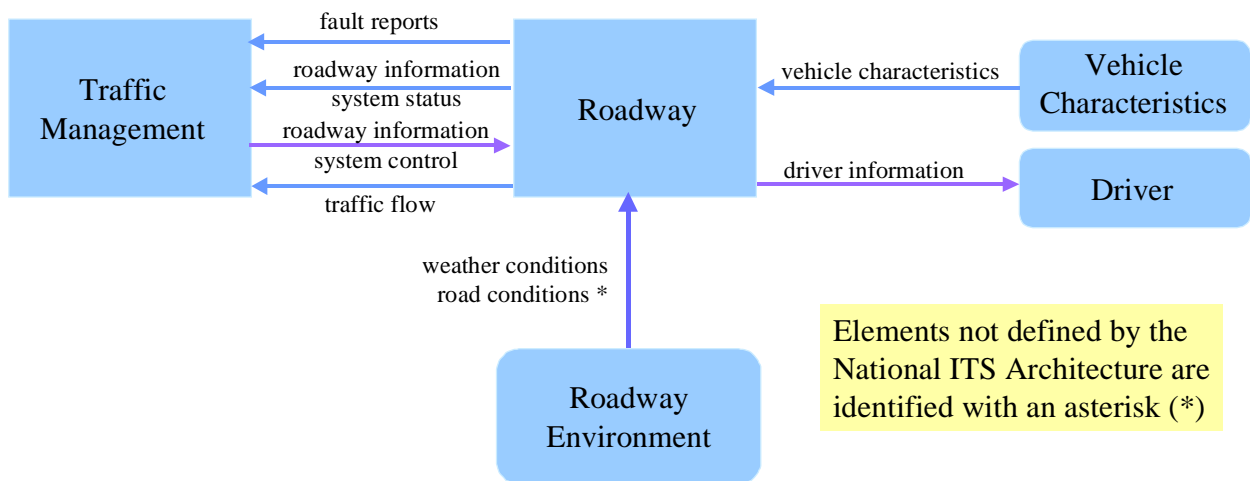 fault reports
roadway information
system status
roadway information
system control
traffic flow
Traffic
Management
Roadway
vehicle characteristics
Vehicle
Characteristics
driver information
Driver
weather conditions
road conditions *
Roadway
Environment
Elements not defined by the
National ITS Architecture are
identified with an asterisk (*)